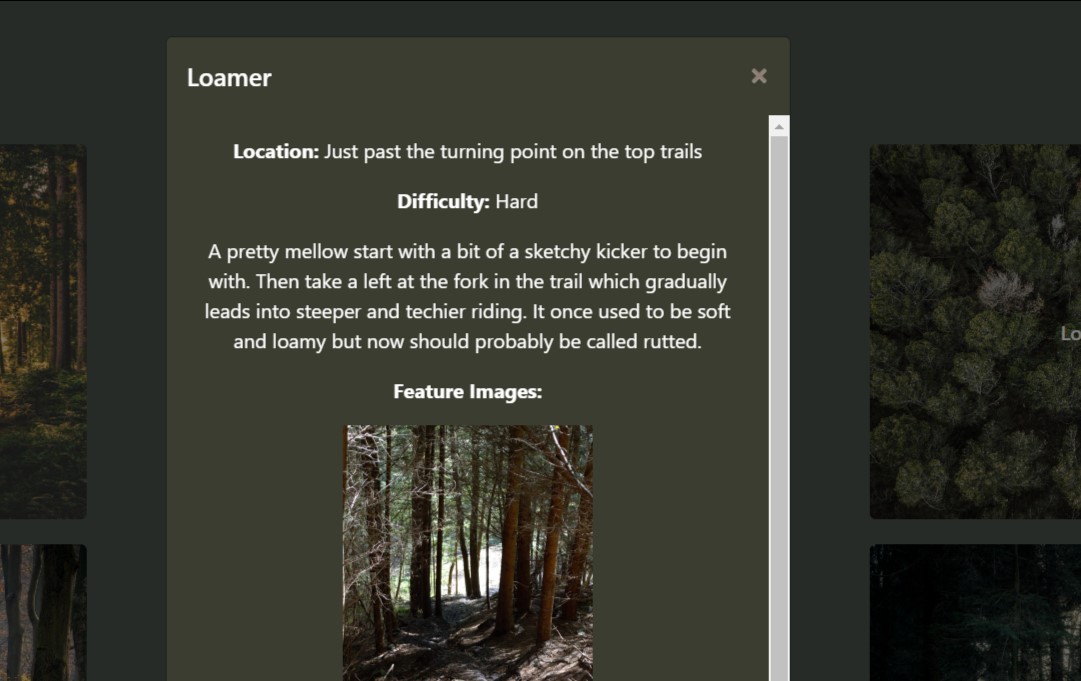 Loamer
Location: Just past the turning point on the top trails
Difficulty: Hard
A pretty mellow start with a bit of a sketchy kicker to begin
with. Then take a left at the fork in the trail which gradually
leads into steeper and techier riding. It once used to be soft
and loamy but now should probably be called rutted.
Feature Images:
Lo